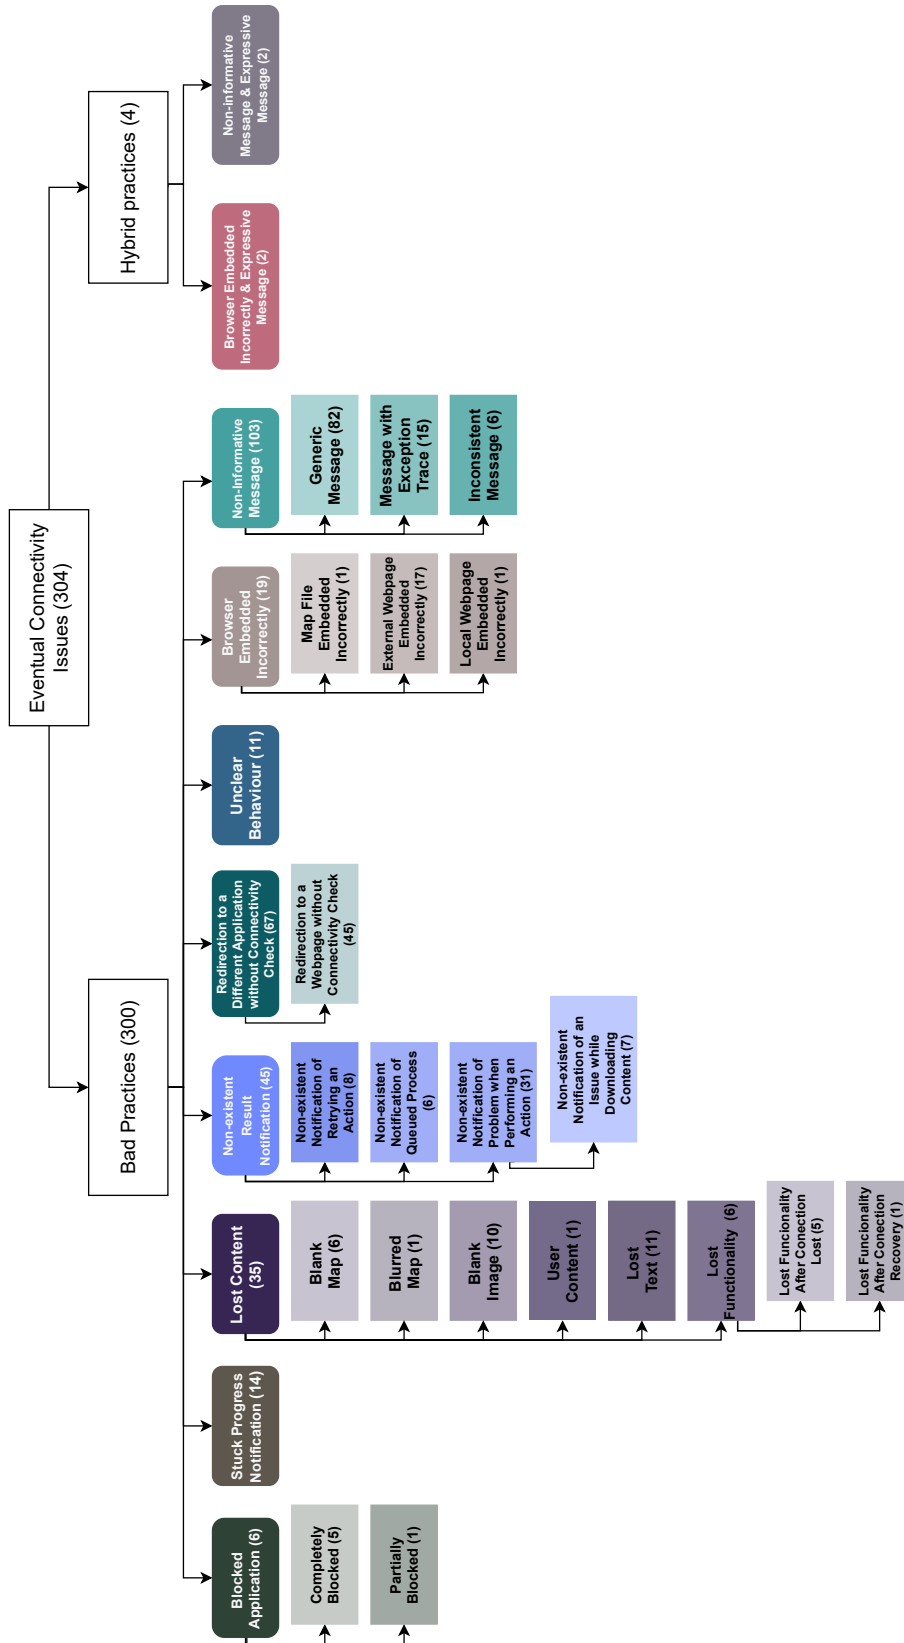 Eventual Connectivity
Issues (304)
Bad Practices (300)
Hybrid practices (4)
Blocked
Application (6)
Completely
Blocked (5)
Partially
Blocked (1)
Stuck Progress
Notification (14)
Lost Content
(35)
Blank
Map (6)
Blurred
Map (1)
Blank
Image (10)
User
Content (1)
Lost
Text (11)
Lost
Functionality (6)
Lost Funcionality
After Conection
Lost (5)
Lost Funcionality
After Conection
Recovery (1)
Non-existent
Result
Notification (45)
Non-existent
Notification of
Retrying an
Action (8)
Non-existent
Notification of
Queued Process
(6)
Non-existent
Notification of
Problem when
Performing an
Action (31)
Non-existent
Notification of an
Issue while
Downloading
Content (7)
Redirection to a
Different Application
without Connectivity
Check (67)
Redirection to a
Webpage without
Connectivity Check
(45)
Unclear
Behaviour (11)
Browser
Embedded
Incorrectly (19)
Map File
Embedded
Incorrectly (1)
External Webpage
Embedded
Incorrectly (17)
Local Webpage
Embedded
Incorrectly (1)
Non-Informative
Message (103)
Generic
Message (82)
Message with
Exception
Trace (15)
Inconsistent
Message (6)
Browser Embedded
Incorrectly & Expressive
Message (2)
Non-informative
Message & Expressive
Message (2)